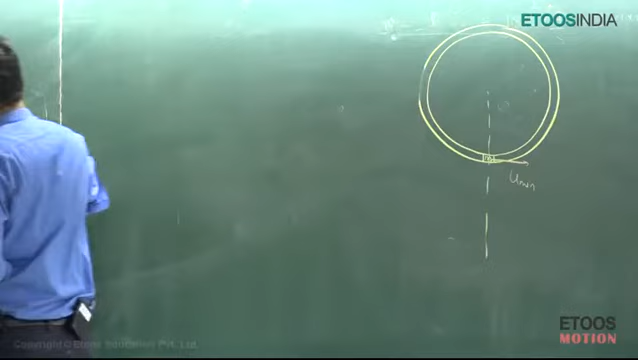 ETOOSINDIA
Umin
ETOOS
MOTION
Copyright © Etoos Education Pvt. Ltd.